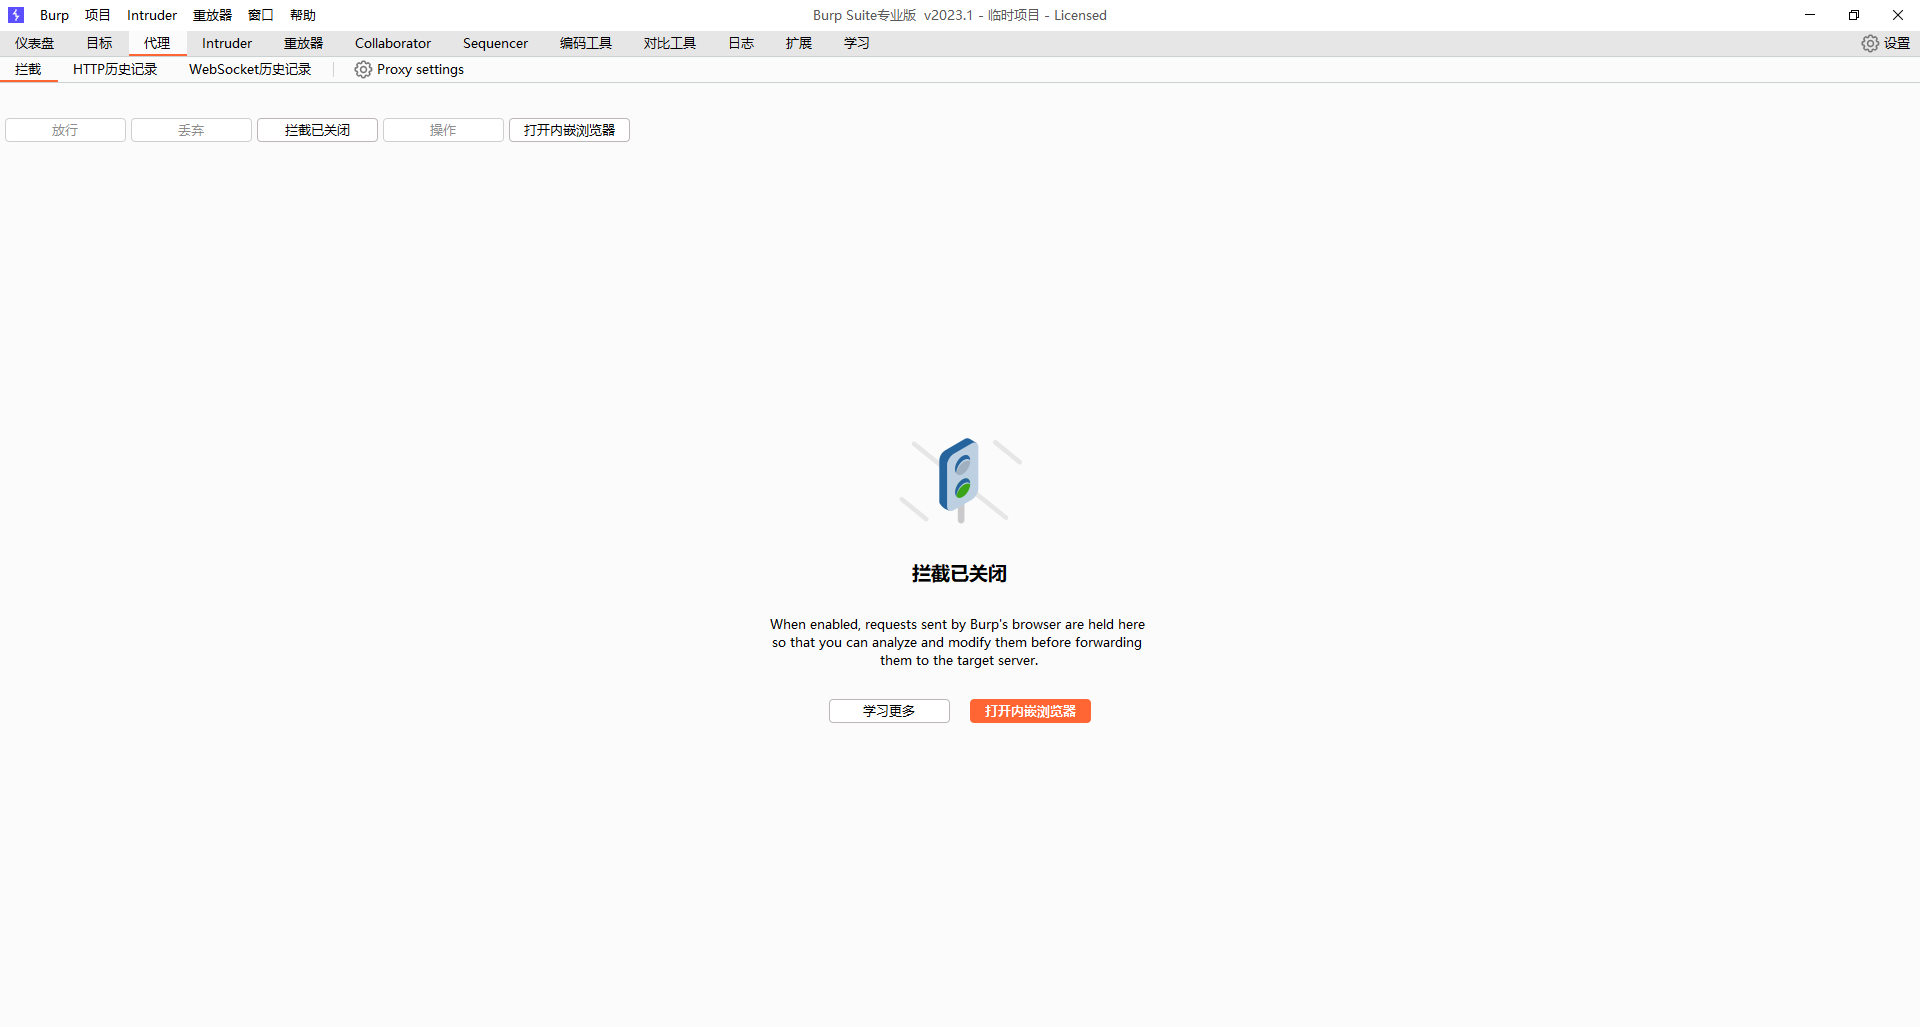 Burp 项目 Intruder 重放器 窗口 帮助 Burp Suite专业版 v2023.1 - 临时项目 - Licensed
仪表盘 目标 代理 Intruder 重放器 Collaborator Sequencer 编码工具 对比工具 日志 扩展 学习 设置
拦截 HTTP历史记录 WebSocket历史记录 Proxy settings
放行 丢弃 拦截已关闭 操作 打开内嵌浏览器
拦截已关闭
When enabled, requests sent by Burp's browser are held here
so that you can analyze and modify them before forwarding
them to the target server.
学习更多 打开内嵌浏览器